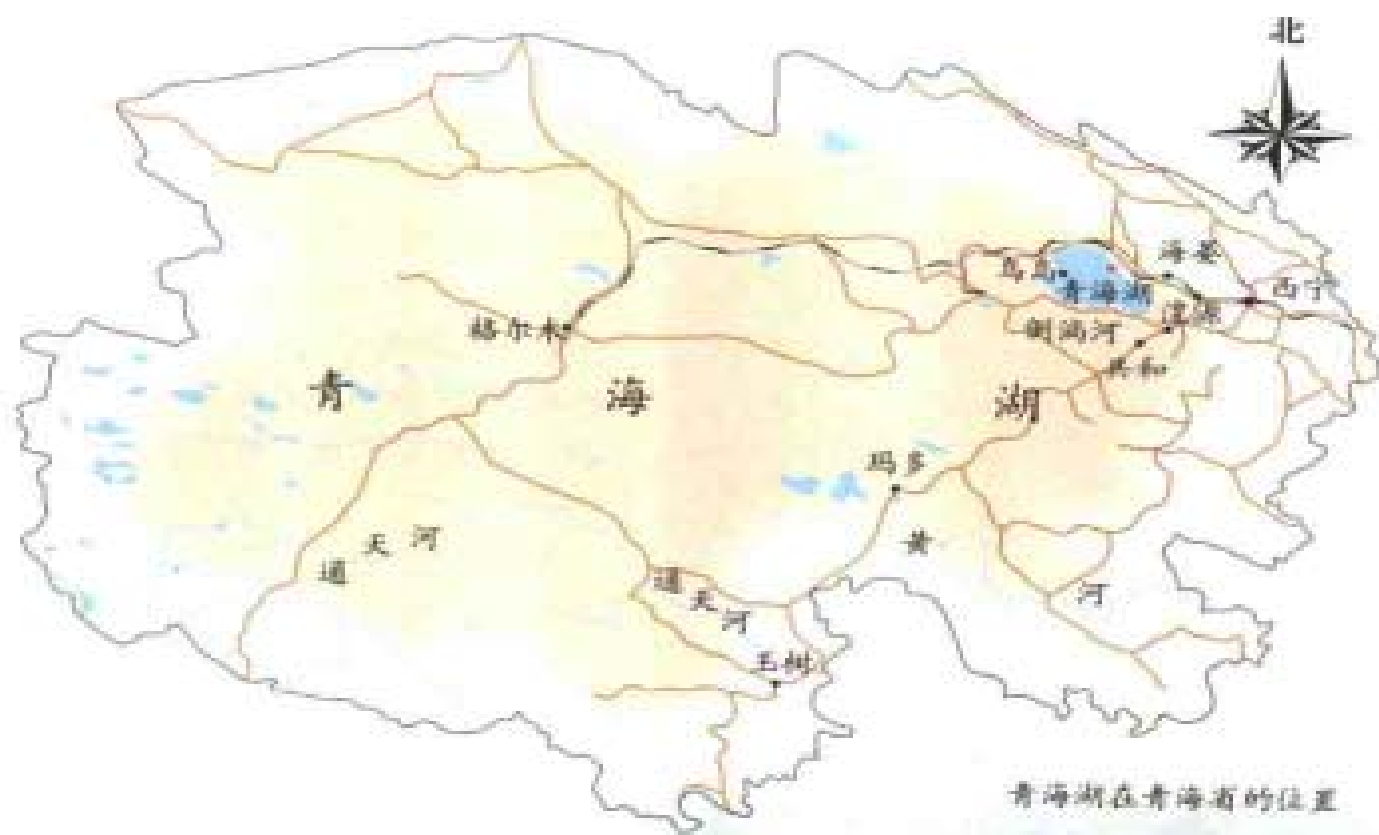 北
海晏
鸟岛
西宁
青海湖
湟源
倒淌河
格尔木
共和
青 海 湖
玛多
黄
通 天 河
通 天 河
河
玉树
青海湖在青海省的位置